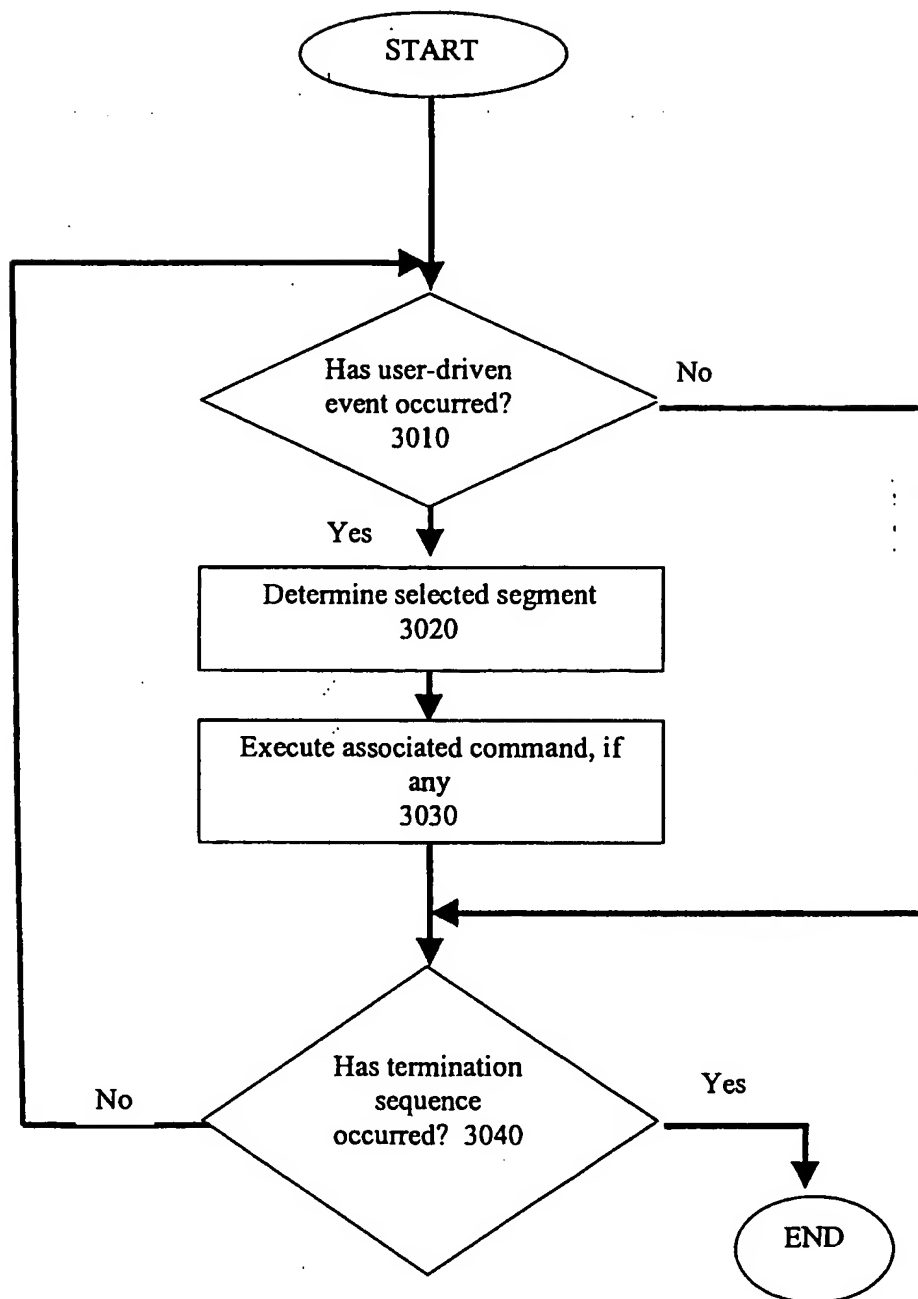 START
Has user-driven
event occurred?
3010
No
Yes
Determine selected segment
3020
Execute associated command, if
any
3030
Has termination
sequence
occurred? 3040
No
Yes
END